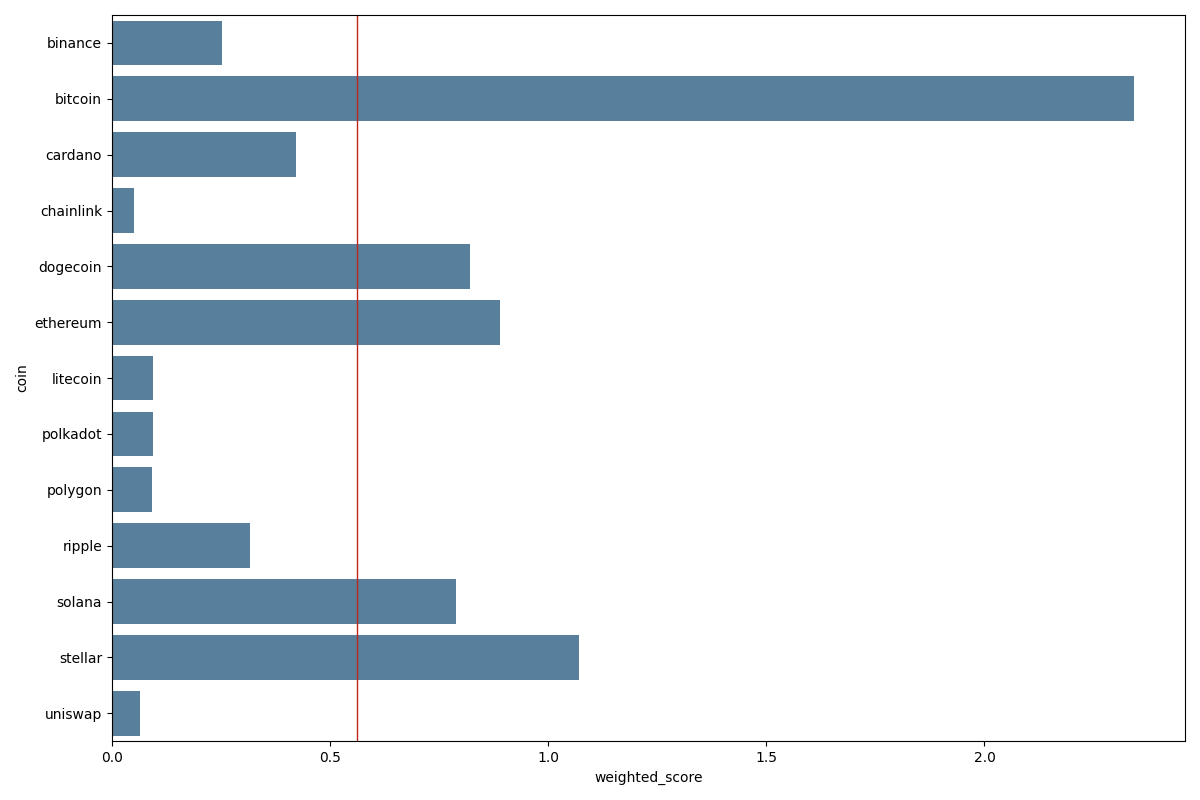 binance
bitcoin
cardano
chainlink
dogecoin
ethereum
litecoin
polkadot
polygon
ripple
solana
stellar
uniswap
coin
0.0 0.5 1.0 1.5 2.0
weighted_score